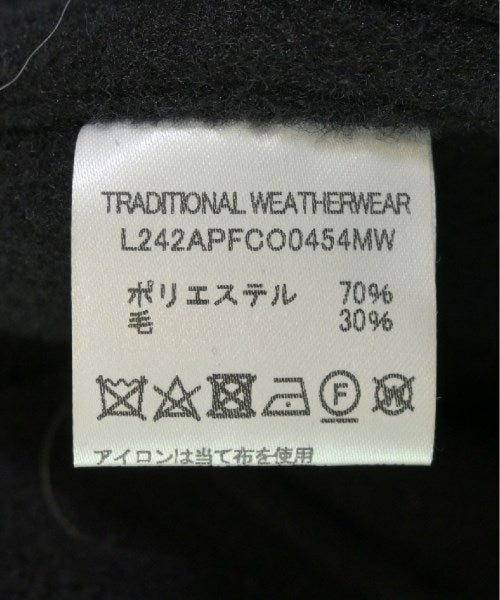 TRADITIONAL WEATHERWEAR
L242APFCO0454MW
ポリエステル 70%
毛 30%
F W
アイロンは当て布を使用